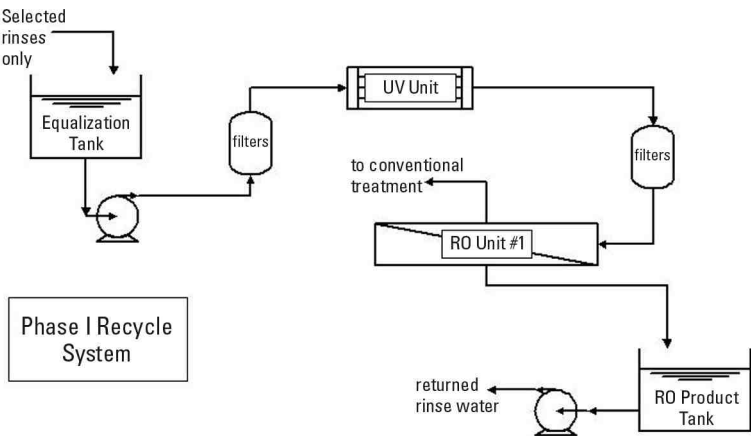 Selected
rinses
only
Equalization
Tank
filters
UV Unit
filters
to conventional
treatment
RO Unit #1
Phase I Recycle
System
returned
rinse water
RO Product
Tank